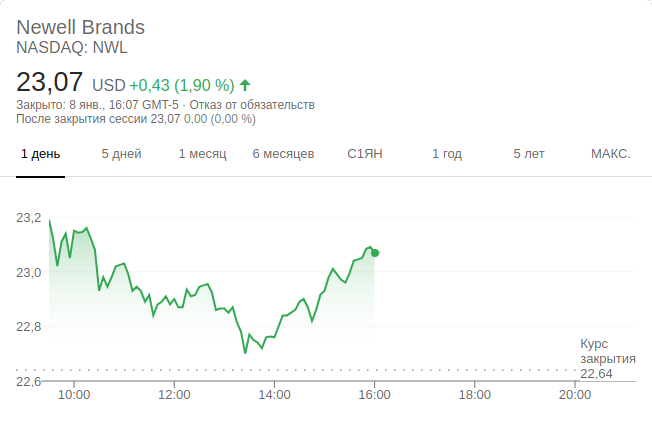 Newell Brands
NASDAQ: NWL
23,07 USD +0,43 (1,90 %)
Закрыто: 8 янв., 16:07 GMT-5 · Отказ от обязательств
После закрытия сессии 23,07 0,00 (0,00 %)
1 день 5 дней 1 месяц 6 месяцев С1ЯН 1 год 5 лет МАКС.
23,2
23,0
22,8
22,6
Курс
закрытия
22,64
10:00 12:00 14:00 16:00 18:00 20:00